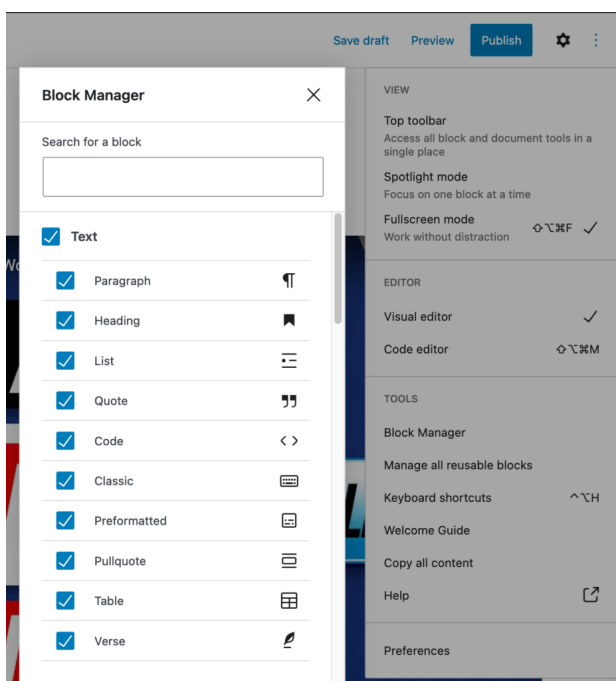 Save draft Preview Publish
Block Manager
Search for a block
Text
Paragraph
Heading
List
Quote
Code
Classic
Preformatted
Pullquote
Table
Verse
VIEW
Top toolbar
Access all block and document tools in a
single place
Spotlight mode
Focus on one block at a time
Fullscreen mode ⇧⌥⌘F
Work without distraction
EDITOR
Visual editor
Code editor ⇧⌥⌘M
TOOLS
Block Manager
Manage all reusable blocks
Keyboard shortcuts ⌃⌥H
Welcome Guide
Copy all content
Help
Preferences